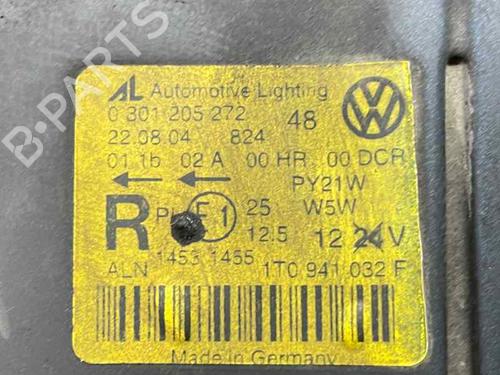 B-PARTS
AL Automotive Lighting
0 301 205 272 48
22.08.04 824
01 1b 02 A 00 HR 00 DCR
PY21W
R E1 25 W5W
12.5 12 24 V
1453 1455
ALN 1T0 941 032 F
Made in Germany